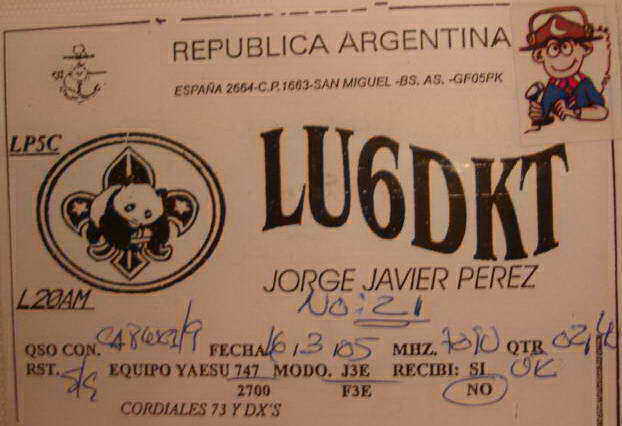 REPUBLICA ARGENTINA
ESPAÑA 2664-C.P.1663-SAN MIGUEL -BS. AS. -GF05PK
LP5C
LU6DKT
JORGE JAVIER PEREZ
L20AM
No: 21
QSO CON. FECHA 16/3/05 MHZ. QTR
RST. EQUIPO YAESU 747 MODO. J3E RECIBI: SI OK
2700 F3E NO
CORDIALES 73 Y DX'S